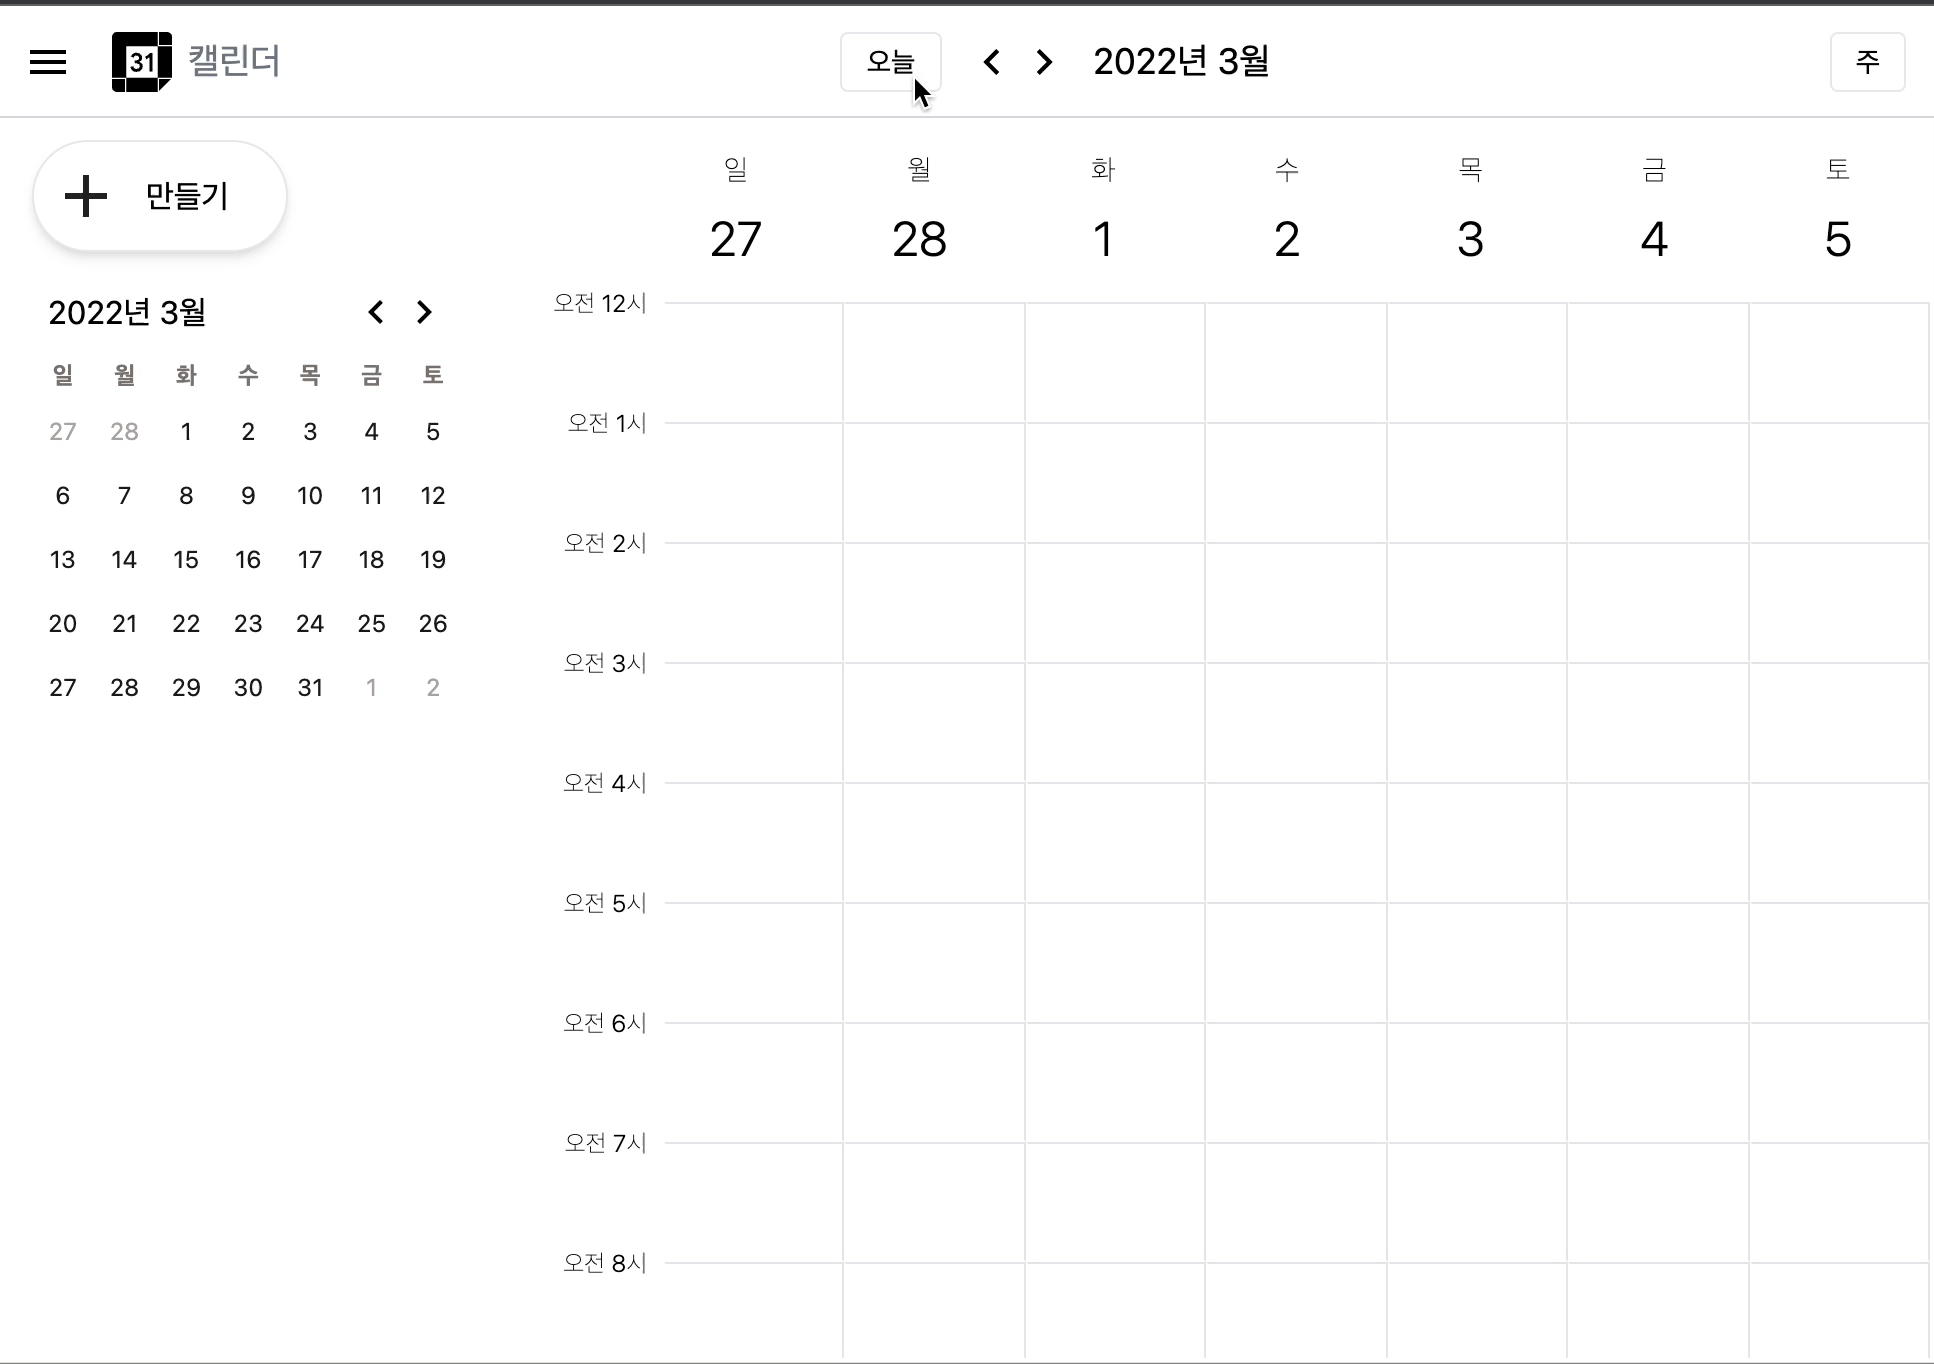 31 캘린더
오늘 2022년 3월 주
만들기
2022년 3월
일 월 화 수 목 금 토
27 28 1 2 3 4 5
6 7 8 9 10 11 12
13 14 15 16 17 18 19
20 21 22 23 24 25 26
27 28 29 30 31 1 2
일 월 화 수 목 금 토
27 28 1 2 3 4 5
오전 12시
오전 1시
오전 2시
오전 3시
오전 4시
오전 5시
오전 6시
오전 7시
오전 8시